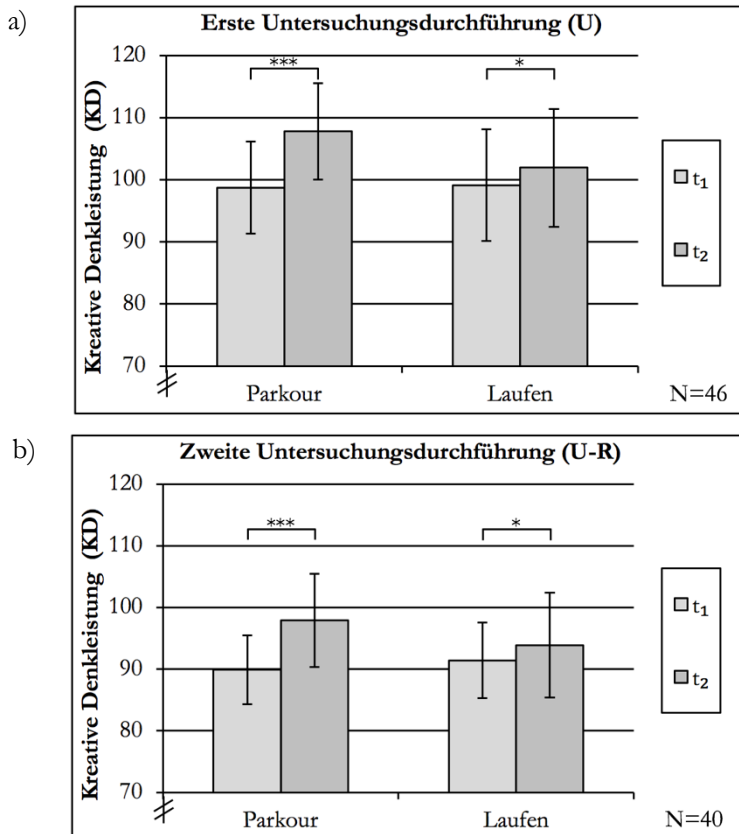 a)
Erste Untersuchungsdurchführung (U)
Kreative Denkleistung (KD)
120
110
100
90
80
70
***
*
t₁
t₂
Parkour
Laufen
N=46
b)
Zweite Untersuchungsdurchführung (U-R)
Kreative Denkleistung (KD)
120
110
100
90
80
70
***
*
t₁
t₂
Parkour
Laufen
N=40